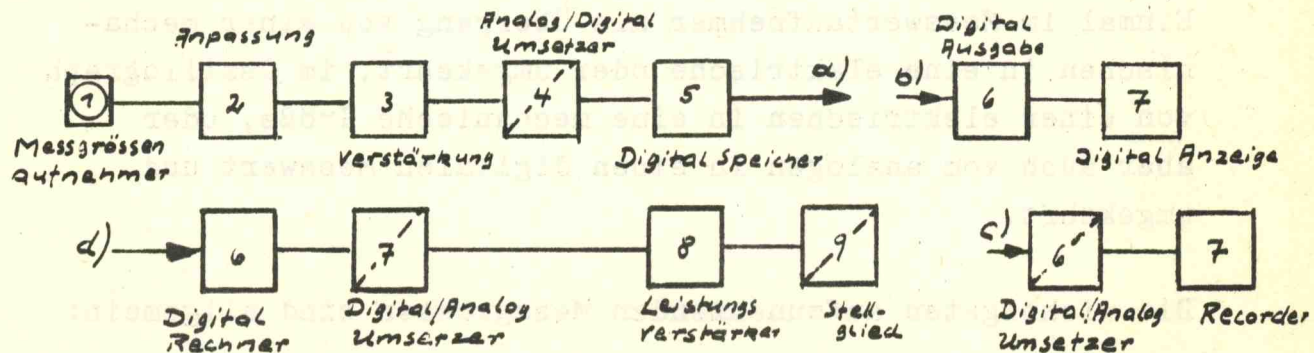 Anpassung
Analog/Digital
Umsetzer
Digital
Ausgabe
a)
b)
1
2
3
4
5
6
7
Messgrössen
aufnehmer
Verstärkung
Digital Speicher
Digital Anzeige
d)
c)
6
7
8
9
6
7
Digital
Rechner
Digital/Analog
Umserzer
Leistungs
verstärker
Stell-
glied
Digital/Analog
Umsetzer
Recorder